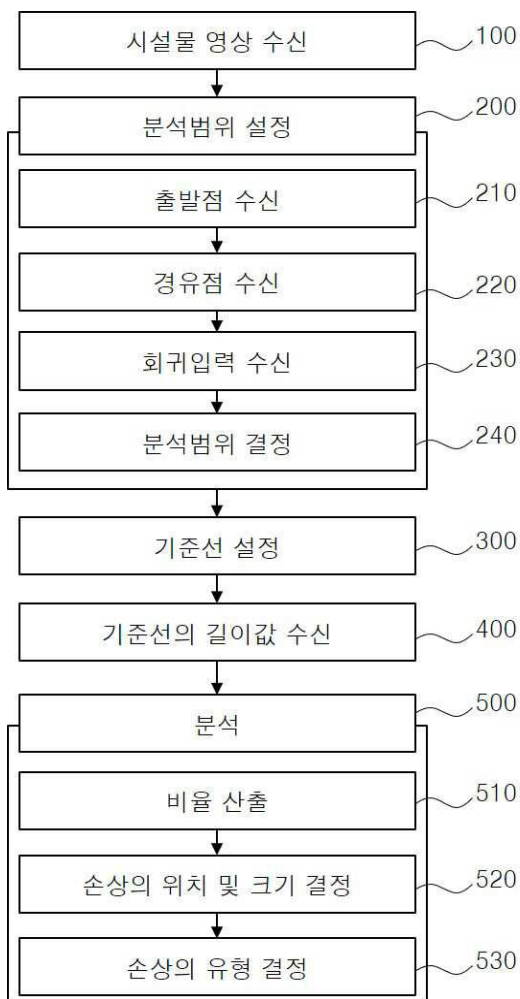 시설물 영상 수신 100
분석범위 설정 200
출발점 수신 210
경유점 수신 220
회귀입력 수신 230
분석범위 결정 240
기준선 설정 300
기준선의 길이값 수신 400
분석 500
비율 산출 510
손상의 위치 및 크기 결정 520
손상의 유형 결정 530